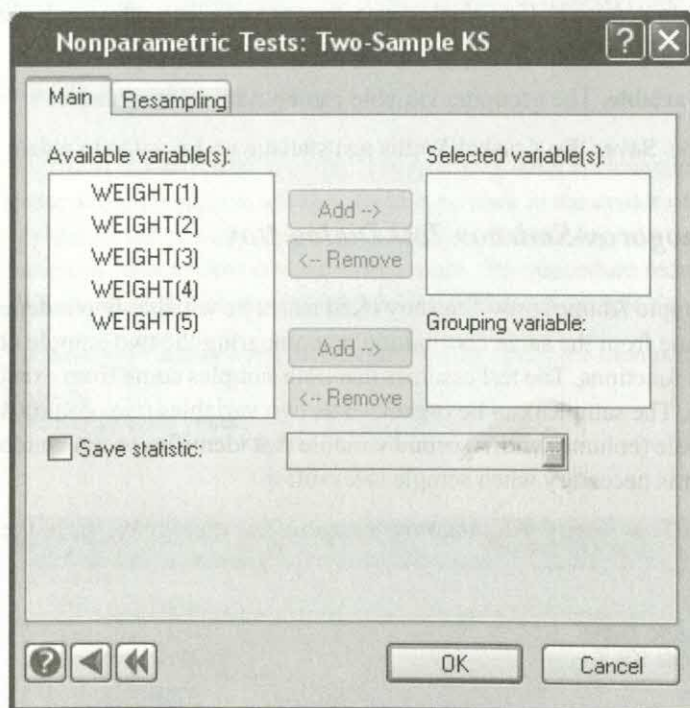 Nonparametric Tests: Two-Sample KS
Main
Resampling
Available variable(s):
Selected variable(s):
WEIGHT(1)
WEIGHT(2)
WEIGHT(3)
WEIGHT(4)
WEIGHT(5)
Add -->
<-- Remove
Grouping variable:
Add -->
<-- Remove
Save statistic:
OK
Cancel